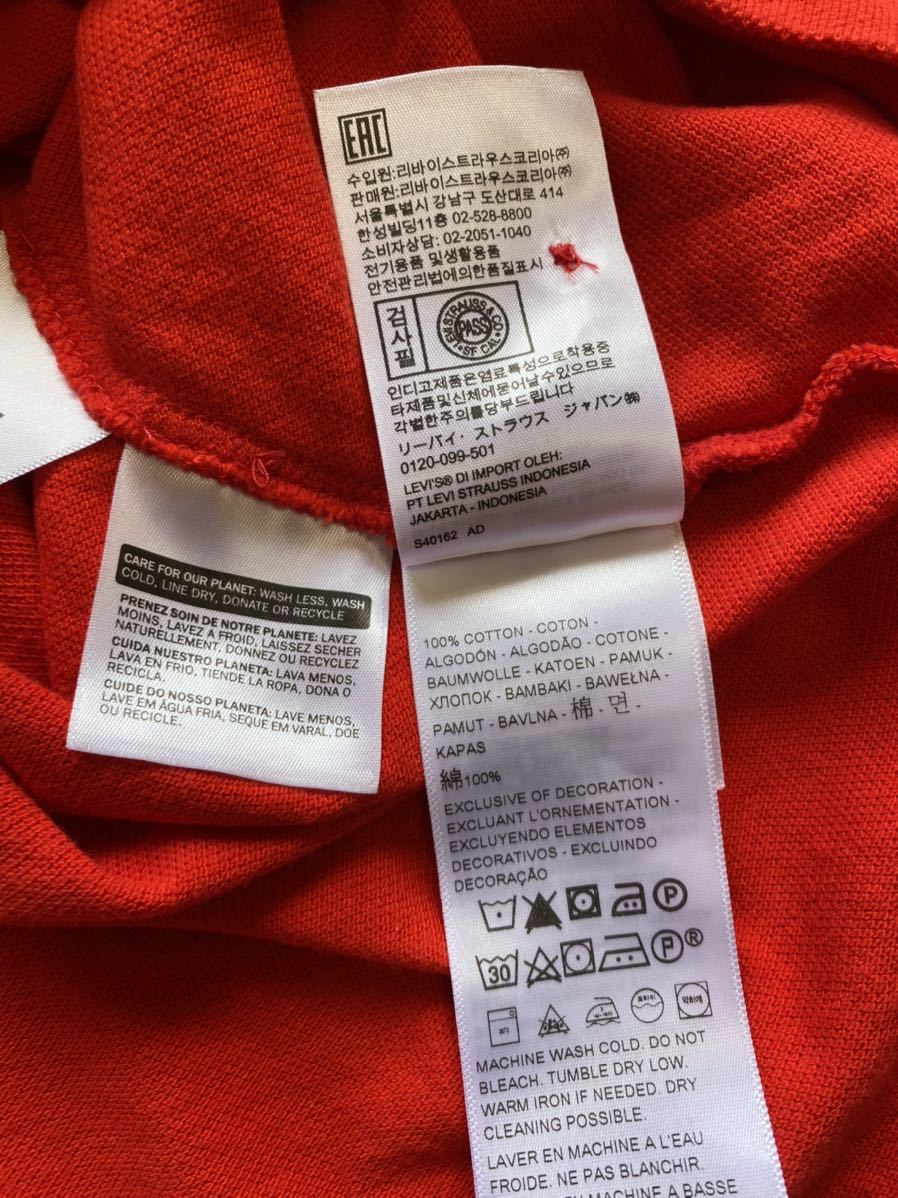 EAC
수입원:리바이스트라우스코리아㈜
판매원:리바이스트라우스코리아㈜
서울특별시 강남구 도산대로 414
한성빌딩11층 02-528-8800
소비자상담: 02-2051-1040
전기용품 및생활용품
안전관리법에의한품질표시
검사필
LEVI STRAUSS & CO
PASS
SF CAL
인디고제품은염료특성으로착용중
타제품및신체에묻어날수있으므로
각별한주의를당부드립니다
リーバイ・ストラウス ジャパン㈱
0120-099-501
LEVI'S® DI IMPORT OLEH:
PT LEVI STRAUSS INDONESIA
JAKARTA - INDONESIA
S40162 AD
CARE FOR OUR PLANET: WASH LESS, WASH
COLD, LINE DRY, DONATE OR RECYCLE
PRENEZ SOIN DE NOTRE PLANETE: LAVEZ
MOINS, LAVEZ A FROID, LAISSEZ SECHER
NATURELLEMENT, DONNEZ OU RECYCLEZ
CUIDA NUESTRO PLANETA: LAVA MENOS,
LAVA EN FRIO, TIENDE LA ROPA, DONA O
RECICLA.
CUIDE DO NOSSO PLANETA: LAVE MENOS,
LAVE EM ÁGUA FRIA, SEQUE EM VARAL, DOE
OU RECICLE.
100% COTTON - COTON -
ALGODÓN - ALGODÃO - COTONE -
BAUMWOLLE - KATOEN - PAMUK -
ХЛОПОК - BAMBAKI - BAWEŁNA -
PAMUT - BAVLNA - 棉 - 면 -
KAPAS
綿100%
EXCLUSIVE OF DECORATION -
EXCLUANT L'ORNEMENTATION -
EXCLUYENDO ELEMENTOS
DECORATIVOS - EXCLUINDO
DECORAÇÃO
P
30 P®
MACHINE WASH COLD. DO NOT
BLEACH. TUMBLE DRY LOW.
WARM IRON IF NEEDED. DRY
CLEANING POSSIBLE.
LAVER EN MACHINE A L'EAU
FROIDE. NE PAS BLANCHIR.
EN MACHINE A BASSE